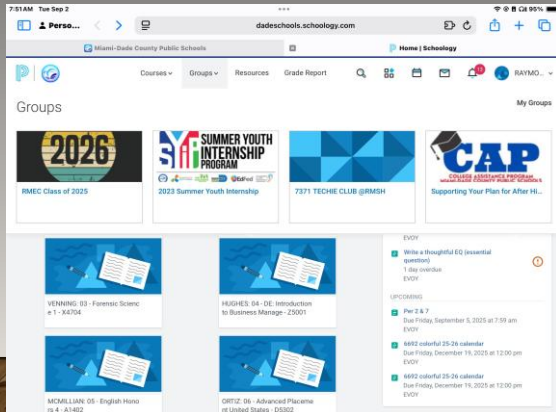 7:51 AM Tue Sep 2
95%
Perso...
dadeschools.schoology.com
Miami-Dade County Public Schools
Home | Schoology
Courses
Groups
Resources
Grade Report
13
RAYMO...
Groups
My Groups
2026
SYIP SUMMER YOUTH INTERNSHIP PROGRAM
CAP
COLLEGE ASSISTANCE PROGRAM
MIAMI-DADE COUNTY PUBLIC SCHOOLS
RMEC Class of 2025
2023 Summer Youth Internship
7371 TECHIE CLUB @RMSH
Supporting Your Plan for After Hi...
EVOY
Write a thoughtful EQ (essential
question)
1 day overdue
EVOY
UPCOMING
Per 2 & 7
Due Friday, September 5, 2025 at 7:59 am
EVOY
6692 colorful 25-26 calendar
Due Friday, December 19, 2025 at 12:00 pm
EVOY
6692 colorful 25-26 calendar
Due Friday, December 19, 2025 at 12:00 pm
EVOY
VENNING: 03 - Forensic Scienc
e 1 - X4704
HUGHES: 04 - DE: Introduction
to Business Manage - Z5001
MCMILLIAN: 05 - English Hono
rs 4 - A1402
ORTIZ: 06 - Advanced Placeme
nt United States - D5302